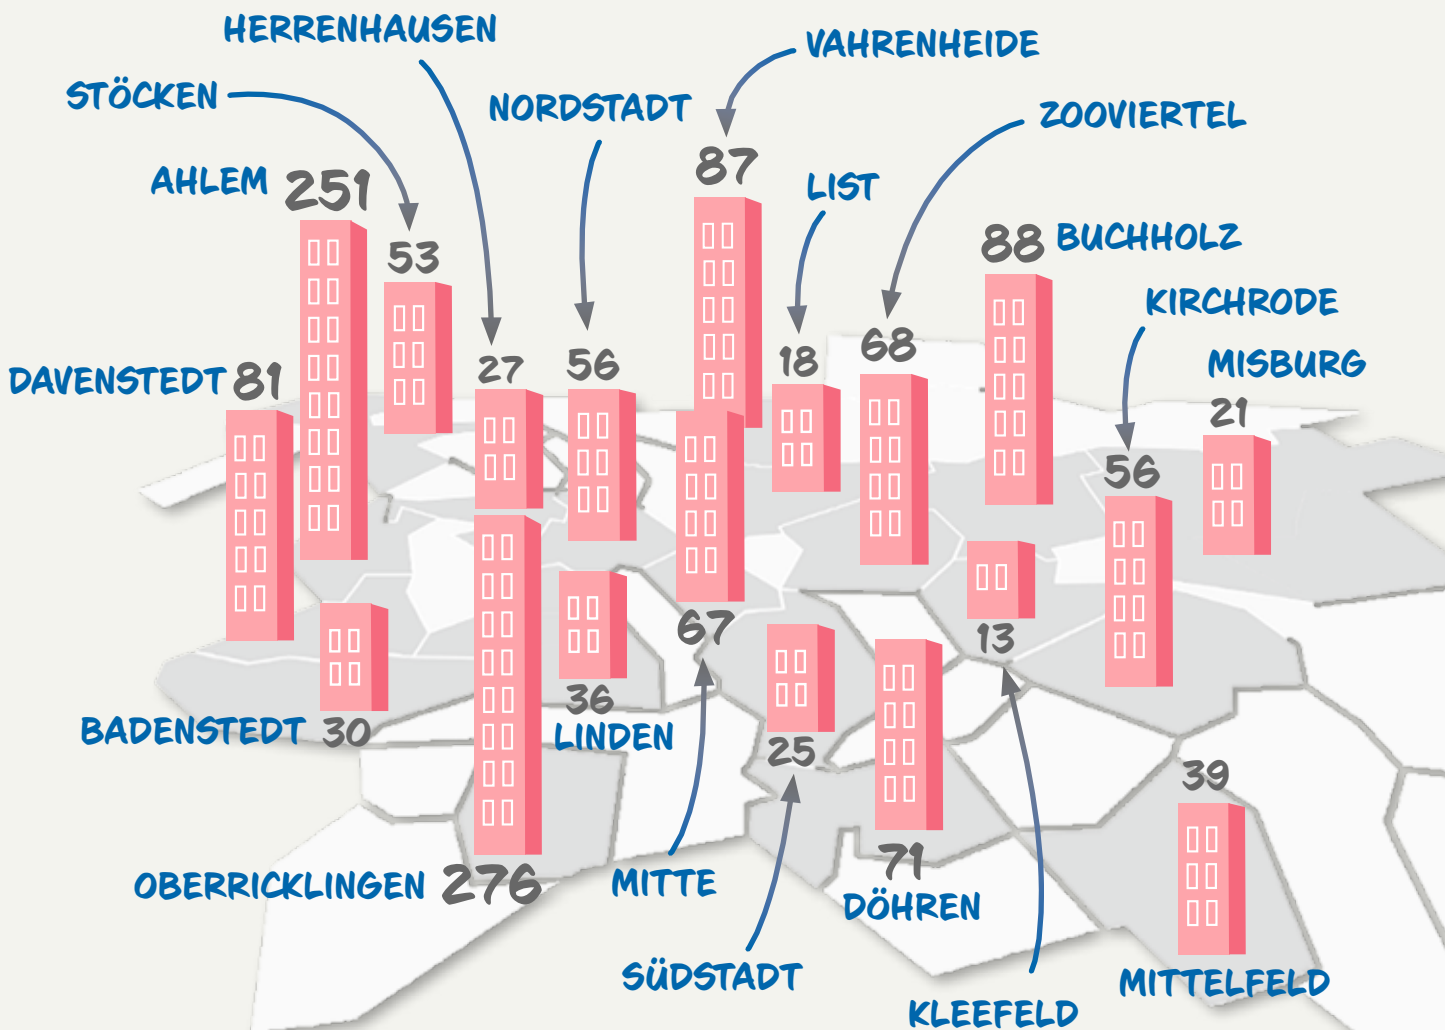 HERRENHAUSEN
VAHRENHEIDE
STÖCKEN
NORDSTADT
ZOOVIERTEL
87
AHLEM 251
LIST
53
88 BUCHHOLZ
KIRCHRODE
27
56
18
68
MISBURG
21
DAVENSTEDT 81
56
67
13
36
LINDEN
BADENSTEDT 30
25
39
OBERRICKLINGEN 276
MITTE
71
DÖHREN
SÜDSTADT
MITTELFELD
KLEEFELD